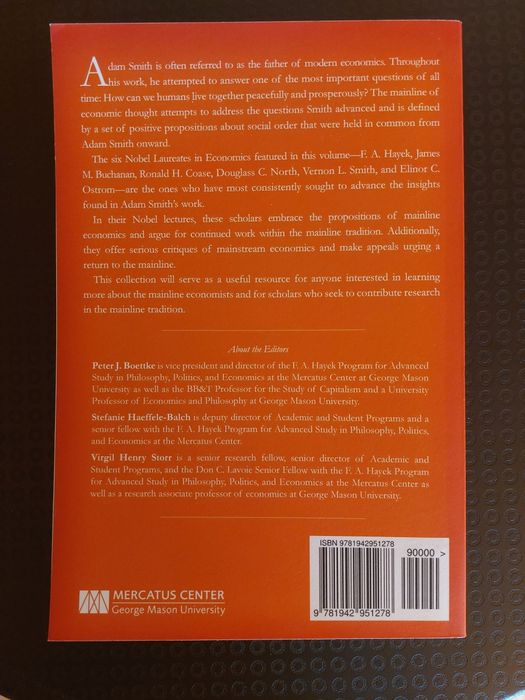 Adam Smith is often referred to as the father of modern economics. Throughout
his work, he attempted to answer one of the most important questions of all
time: How can we humans live together peacefully and prosperously? The mainline of
economic thought attempts to address the questions Smith advanced and is defined
by a set of positive propositions about social order that were held in common from
Adam Smith onward.
The six Nobel Laureates in Economics featured in this volume—F. A. Hayek, James
M. Buchanan, Ronald H. Coase, Douglass C. North, Vernon L. Smith, and Elinor C.
Ostrom—are the ones who have most consistently sought to advance the insights
found in Adam Smith's work.
In their Nobel lectures, these scholars embrace the propositions of mainline
economics and argue for continued work within the mainline tradition. Additionally,
they offer serious critiques of mainstream economics and make appeals urging a
return to the mainline.
This collection will serve as a useful resource for anyone interested in learning
more about the mainline economists and for scholars who seek to contribute research
in the mainline tradition.
About the Editors
Peter J. Boettke is vice president and director of the F. A. Hayek Program for Advanced
Study in Philosophy, Politics, and Economics at the Mercatus Center at George Mason
University as well as the BB&T Professor for the Study of Capitalism and a University
Professor of Economics and Philosophy at George Mason University.
Stefanie Haeffele-Balch is deputy director of Academic and Student Programs and a
senior fellow with the F. A. Hayek Program for Advanced Study in Philosophy, Politics,
and Economics at the Mercatus Center.
Virgil Henry Storr is a senior research fellow, senior director of Academic and
Student Programs, and the Don C. Lavoie Senior Fellow with the F. A. Hayek Program
for Advanced Study in Philosophy, Politics, and Economics at the Mercatus Center as
well as a research associate professor of economics at George Mason University.
ISBN 9781942951278
90000 >
9 781942 951278
MERCATUS CENTER
George Mason University